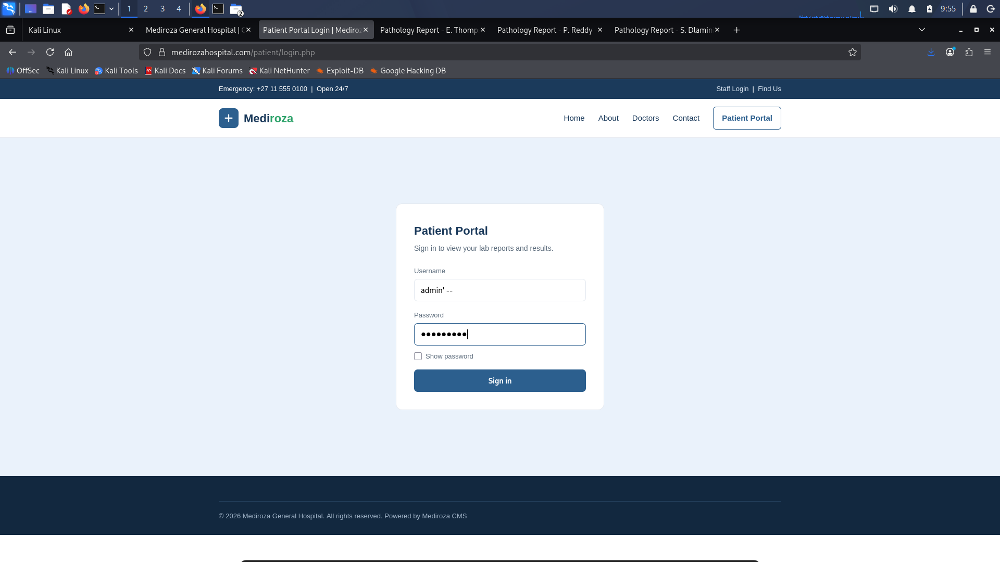 1 2 3 4 2 9:55
Kali Linux Mediroza General Hospital | Patient Portal Login | Mediroz Pathology Report - E. Thomp Pathology Report - P. Reddy - Pathology Report - S. Dlamin
medirozahospital.com/patient/login.php
OffSec Kali Linux Kali Tools Kali Docs Kali Forums Kali NetHunter Exploit-DB Google Hacking DB
Emergency: +27 11 555 0100 | Open 24/7 Staff Login | Find Us
Mediroza Home About Doctors Contact Patient Portal
Patient Portal
Sign in to view your lab reports and results.
Username
admin' --
Password
Show password
Sign in
© 2026 Mediroza General Hospital. All rights reserved. Powered by Mediroza CMS